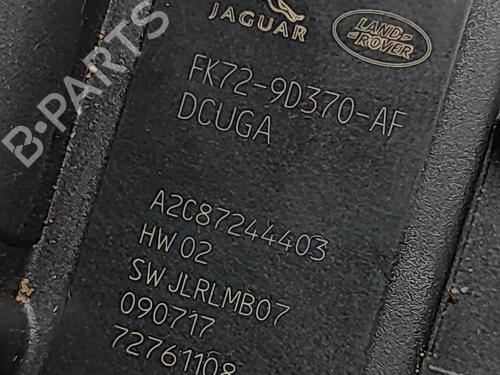 JAGUAR
LAND-
ROVER
FK72-9D370-AF
DCUGA
A2C87244403
HW 02
SW JLRLMB07
090717
72761108
B-PARTS